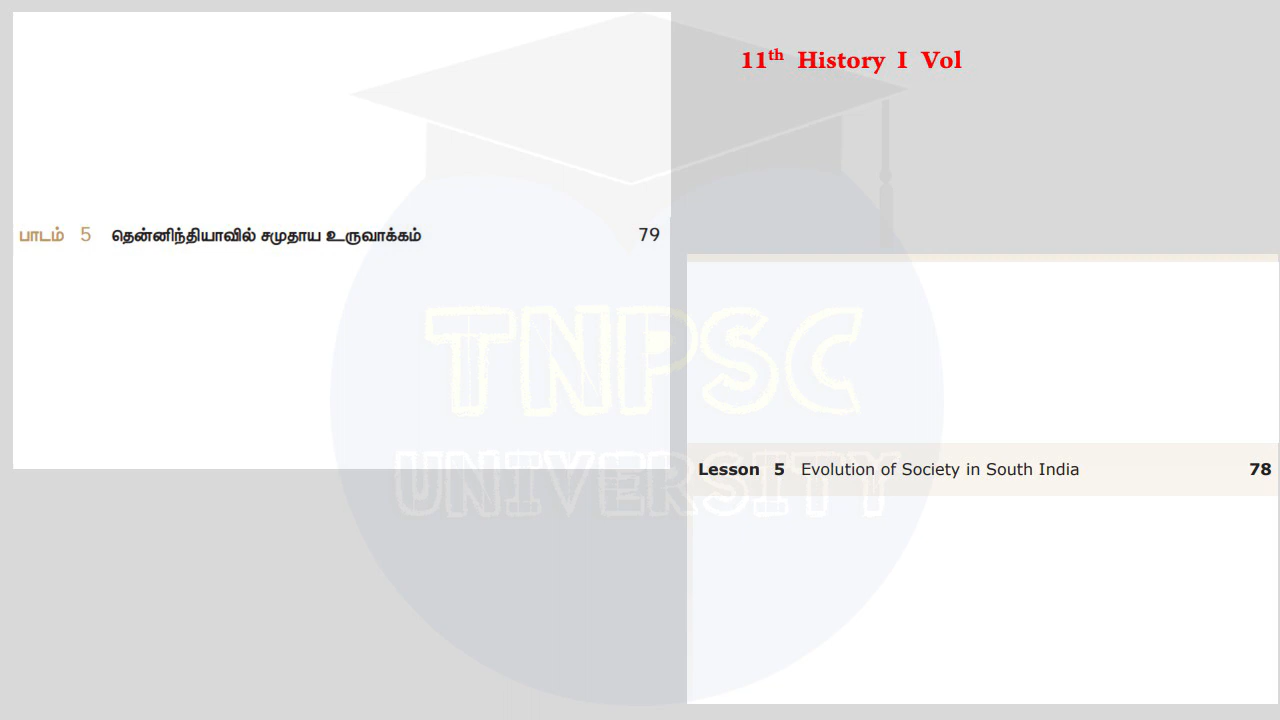 11th History I Vol
பாடம் 5 தென்னிந்தியாவில் சமுதாய உருவாக்கம் 79
TNPSC
UNIVERSITY
Lesson 5 Evolution of Society in South India 78